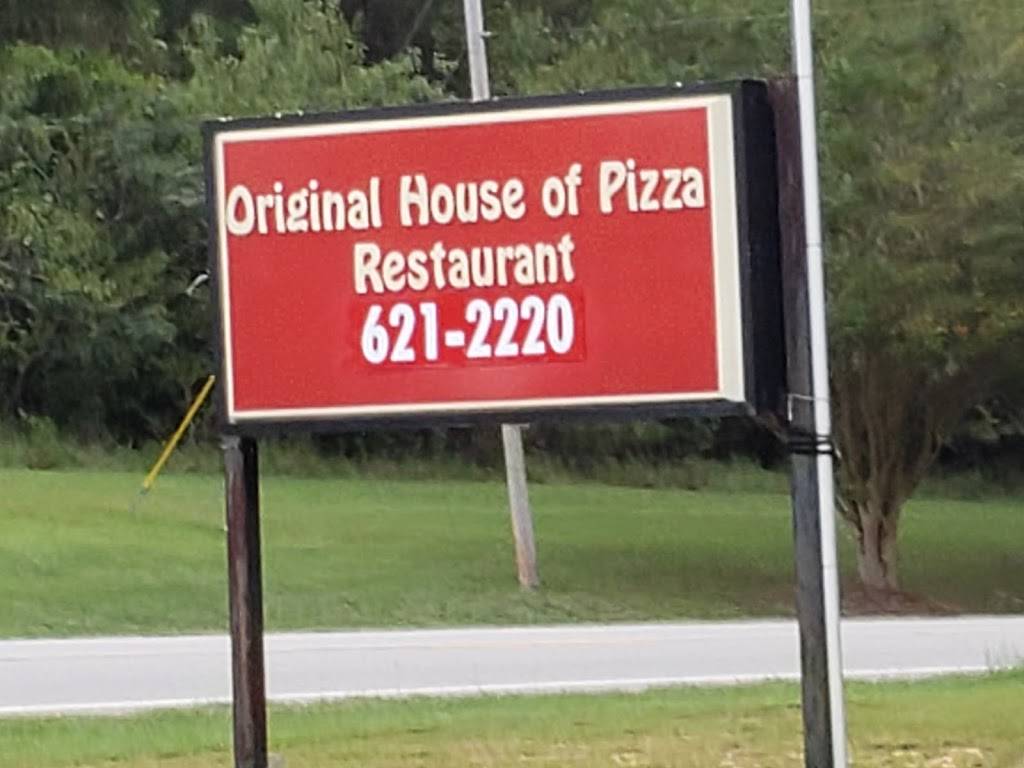 Original House of Pizza
Restaurant
621-2220